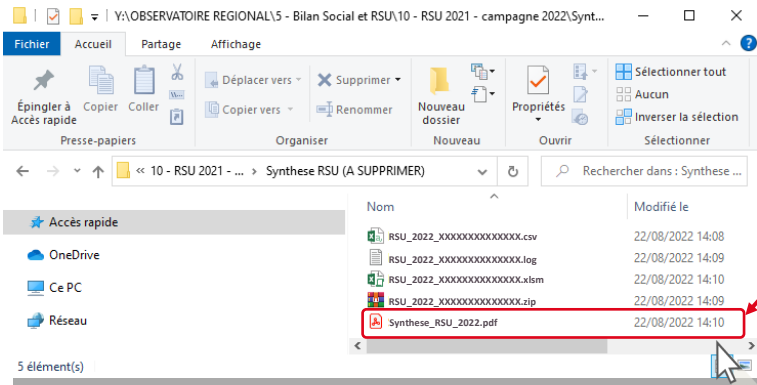 Y:\OBSERVATOIRE REGIONAL\5 - Bilan Social et RSU\10 - RSU 2021 - campagne 2022\Synt...
Fichier Accueil Partage Affichage
Épingler à Accès rapide
Copier
Coller
Déplacer vers
Copier vers
Supprimer
Renommer
Nouveau dossier
Propriétés
Sélectionner tout
Aucun
Inverser la sélection
Presse-papiers Organiser Nouveau Ouvrir Sélectionner
« 10 - RSU 2021 - ... › Synthese RSU (A SUPPRIMER)
Rechercher dans : Synthese ...
Nom Modifié le
Accès rapide
OneDrive
Ce PC
Réseau
RSU_2022_XXXXXXXXXXXXXX.csv 22/08/2022 14:08
RSU_2022_XXXXXXXXXXXXXX.log 22/08/2022 14:09
RSU_2022_XXXXXXXXXXXXXX.xlsm 22/08/2022 14:10
RSU_2022_XXXXXXXXXXXXXX.zip 22/08/2022 14:09
Synthese_RSU_2022.pdf 22/08/2022 14:10
5 élément(s)